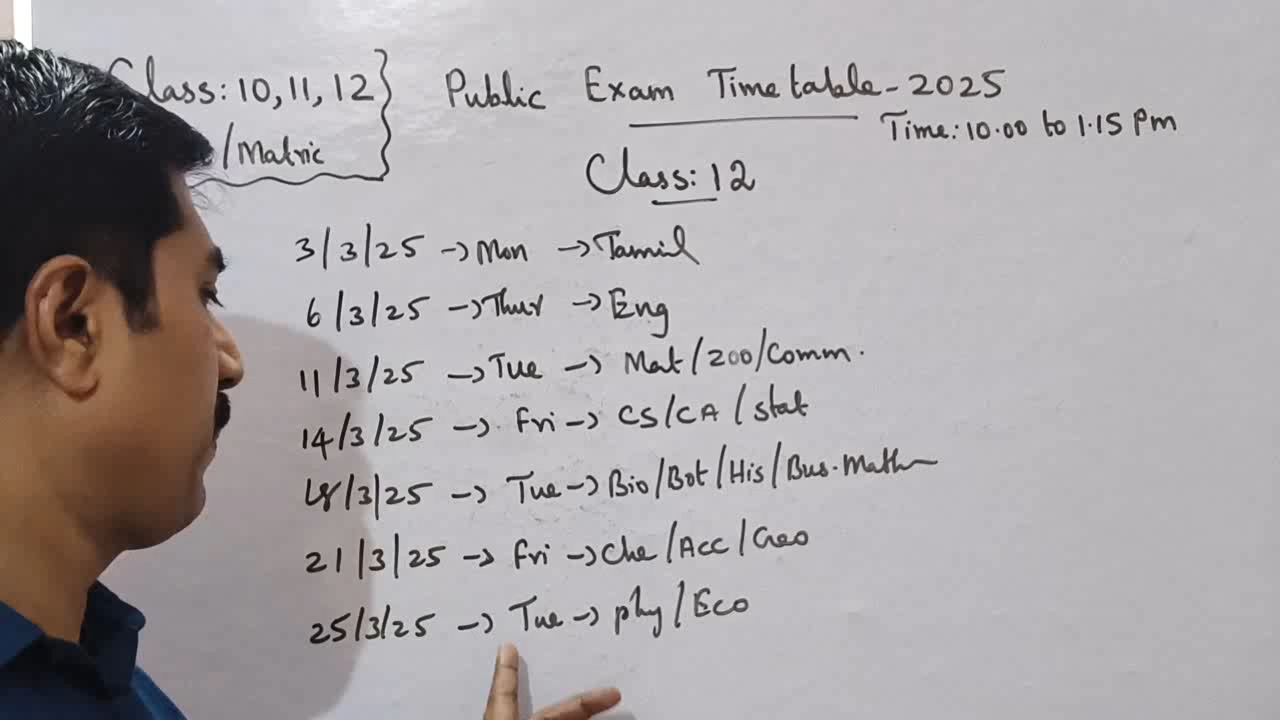 Class: 10, 11, 12
/Matric
Public Exam Time table - 2025
Time: 10.00 to 1.15 Pm
Class: 12
3/3/25 → Mon → Tamil
6/3/25 → Thur → Eng
11/3/25 → Tue → Mat/Zoo/Comm.
14/3/25 → Fri → CS/CA/Stat
18/3/25 → Tue → Bio/Bot/His/Bus.Math
21/3/25 → Fri → Che/Acc/Geo
25/3/25 → Tue → phy/Eco